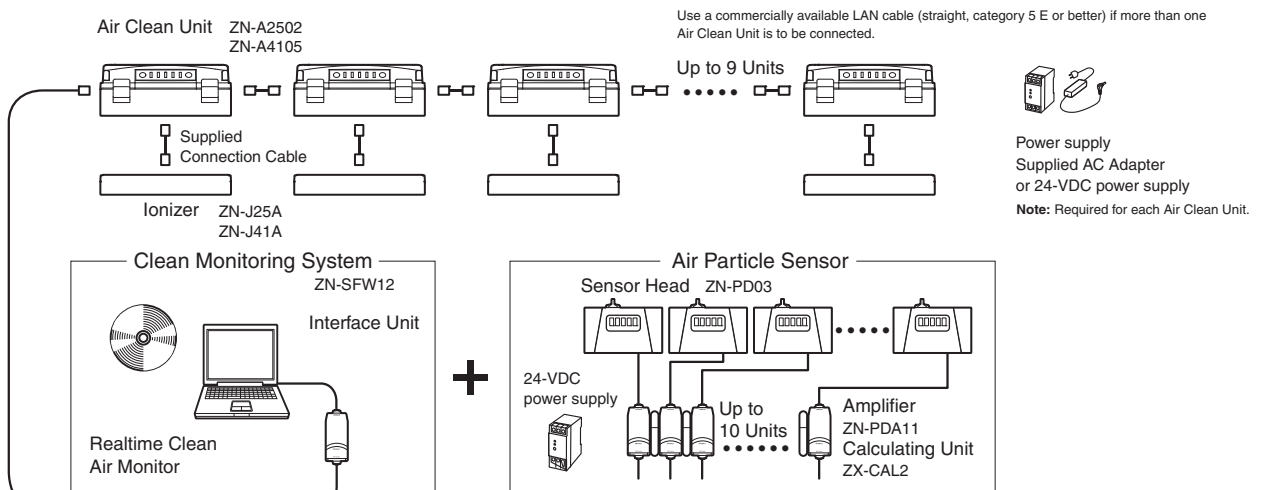 Use a commercially available LAN cable (straight, category 5 E or better) if more than one
Air Clean Unit is to be connected.
Air Clean Unit ZN-A2502
ZN-A4105
Up to 9 Units
Supplied
Connection Cable
Power supply
Supplied AC Adapter
or 24-VDC power supply
Note: Required for each Air Clean Unit.
Ionizer ZN-J25A
ZN-J41A
Clean Monitoring System
ZN-SFW12
Interface Unit
Realtime Clean
Air Monitor
Air Particle Sensor
Sensor Head ZN-PD03
24-VDC
power supply
Up to
10 Units
Amplifier
ZN-PDA11
Calculating Unit
ZX-CAL2